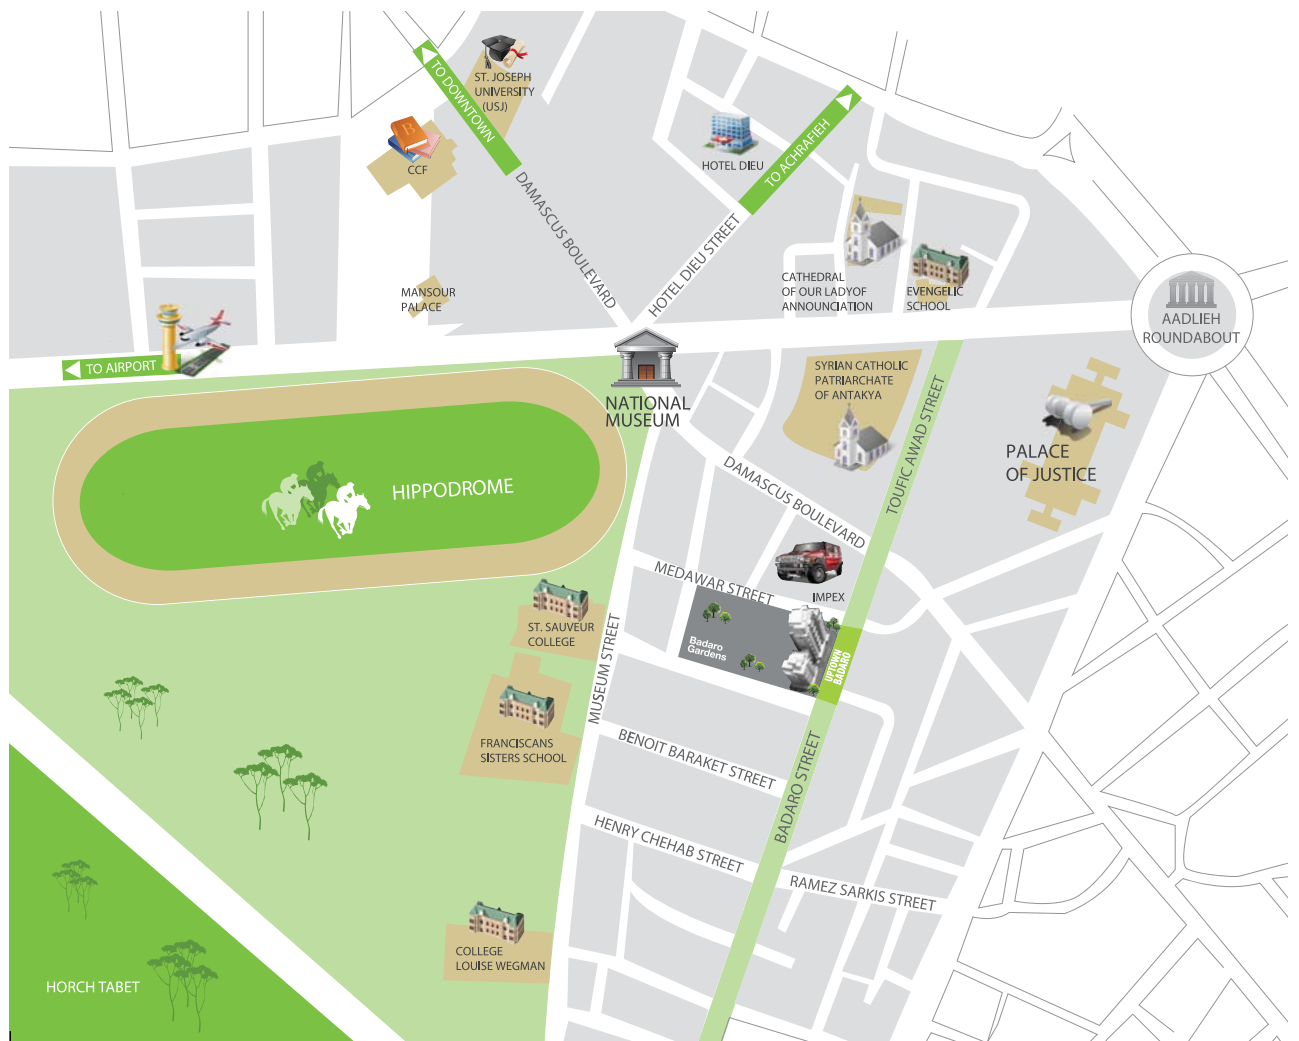 TO DOWNTOWN
ST. JOSEPH
UNIVERSITY
(USJ)
B
CCF
HOTEL DIEU
TO ACHRAFIEH
DAMASCUS BOULEVARD
HOTEL DIEU STREET
MANSOUR
PALACE
CATHEDRAL
OF OUR LADYOF
ANNOUNCIATION
EVENGELIC
SCHOOL
AADLIEH
ROUNDABOUT
TO AIRPORT
NATIONAL
MUSEUM
SYRIAN CATHOLIC
PATRIARCHATE
OF ANTAKYA
TOUFIC AWAD STREET
PALACE
OF JUSTICE
HIPPODROME
DAMASCUS BOULEVARD
MEDAWAR STREET
IMPEX
ST. SAUVEUR
COLLEGE
MUSEUM STREET
Badaro
Gardens
UPTOWN
BADARO
FRANCISCANS
SISTERS SCHOOL
BENOIT BARAKET STREET
BADARO STREET
HENRY CHEHAB STREET
RAMEZ SARKIS STREET
COLLEGE
LOUISE WEGMAN
HORCH TABET